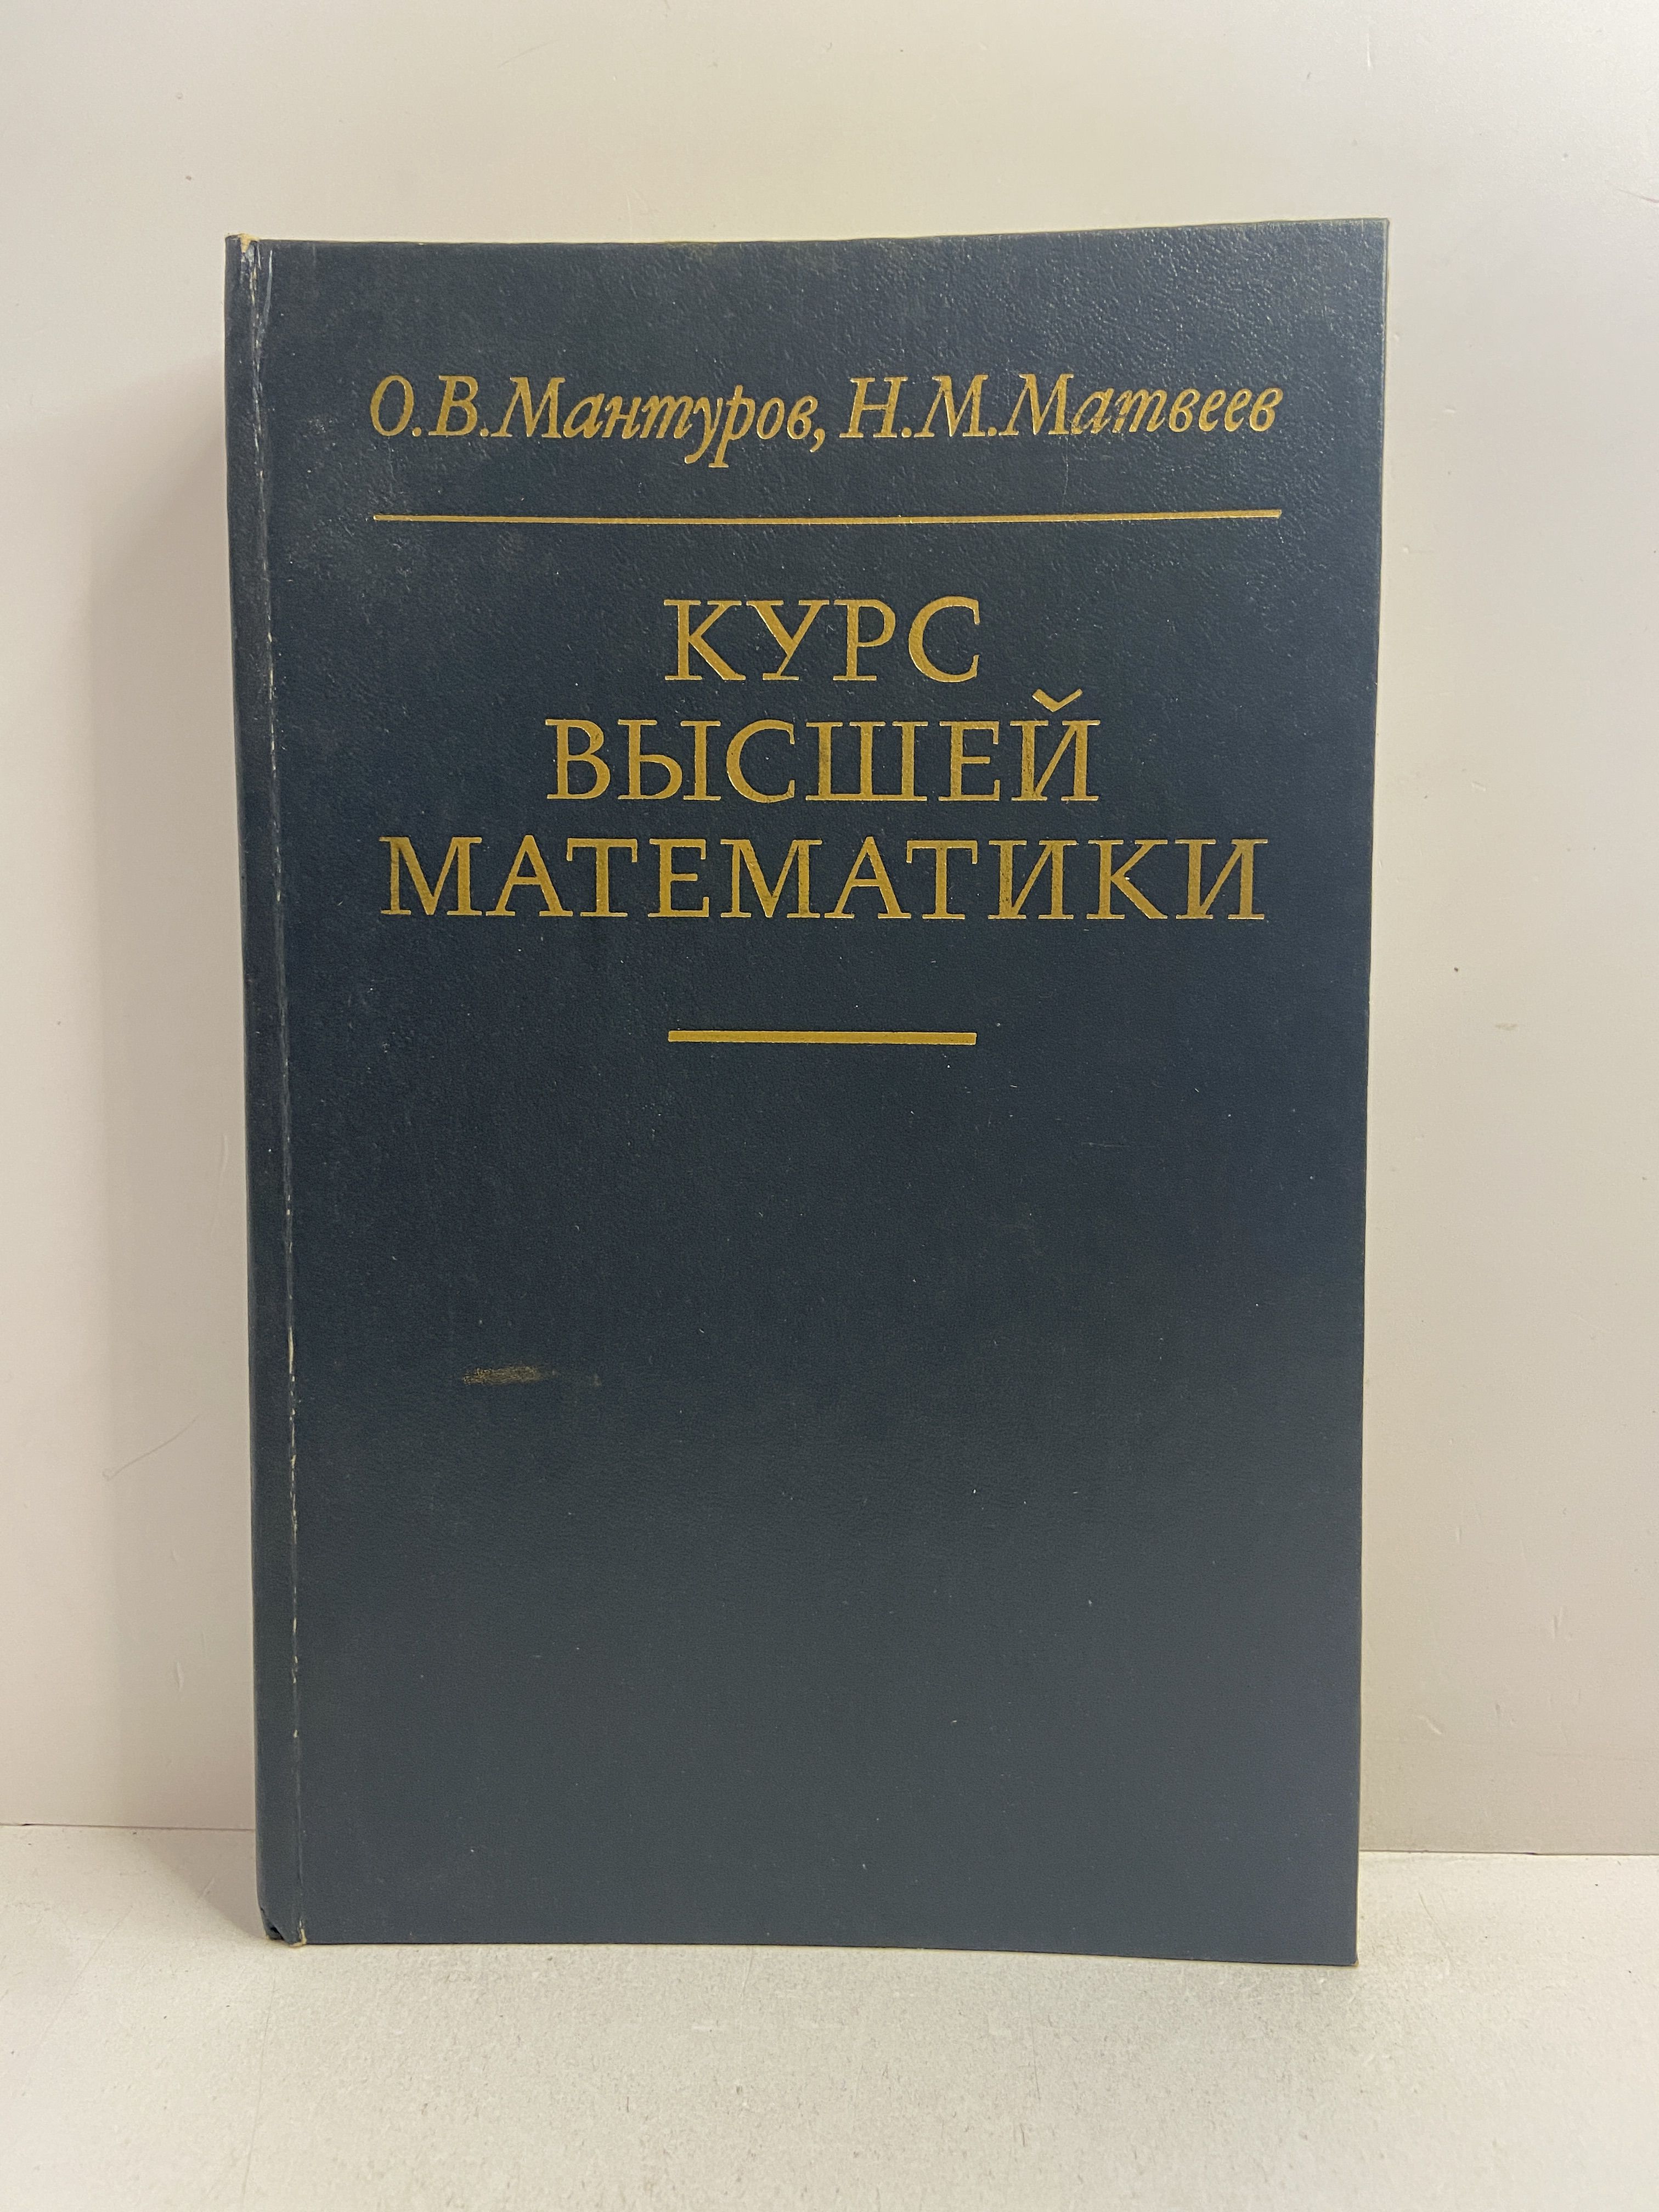 О.В.Мантуров, Н.М.Матвеев
КУРС
ВЫСШЕЙ
МАТЕМАТИКИ